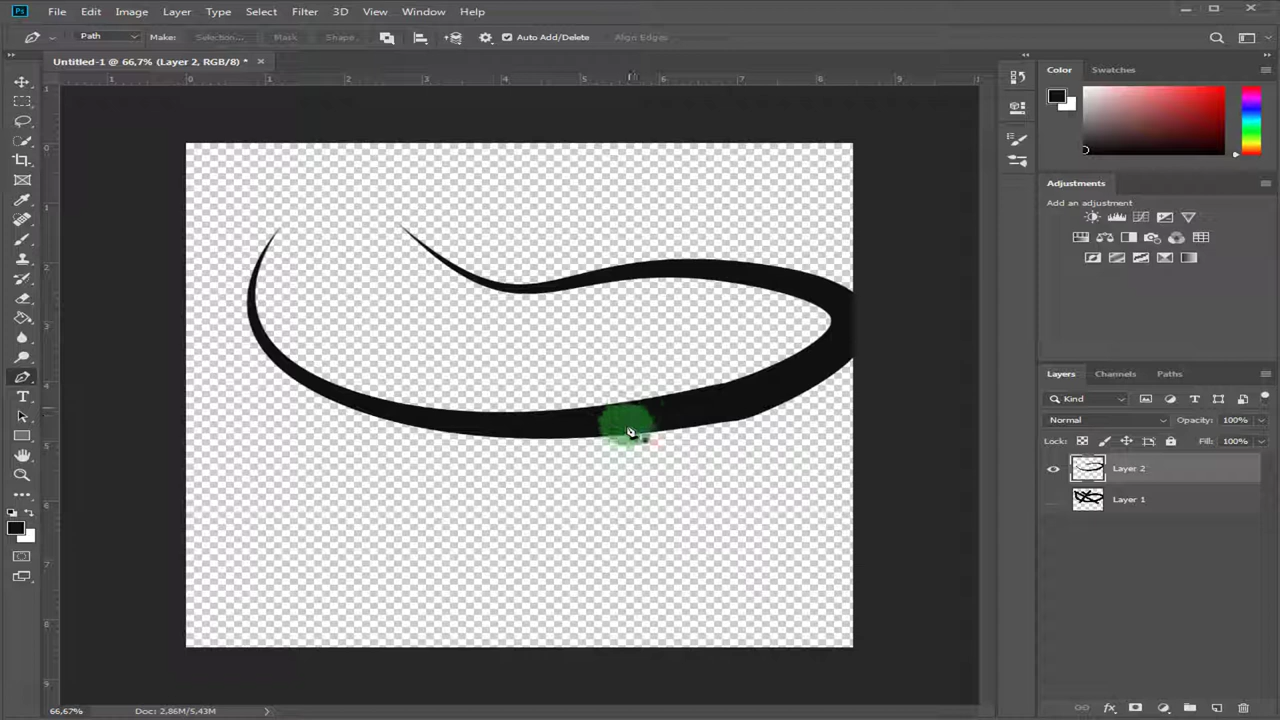 Ps File Edit Image Layer Type Select Filter 3D View Window Help
Path Make: Selection... Mask Shape Auto Add/Delete Align Edges
Untitled-1 @ 66,7% (Layer 2, RGB/8) *
Color Swatches
Adjustments
Add an adjustment
Layers Channels Paths
Kind
Normal Opacity: 100%
Lock: Fill: 100%
Layer 2
Layer 1
66,67% Doc: 2,86M/5,43M